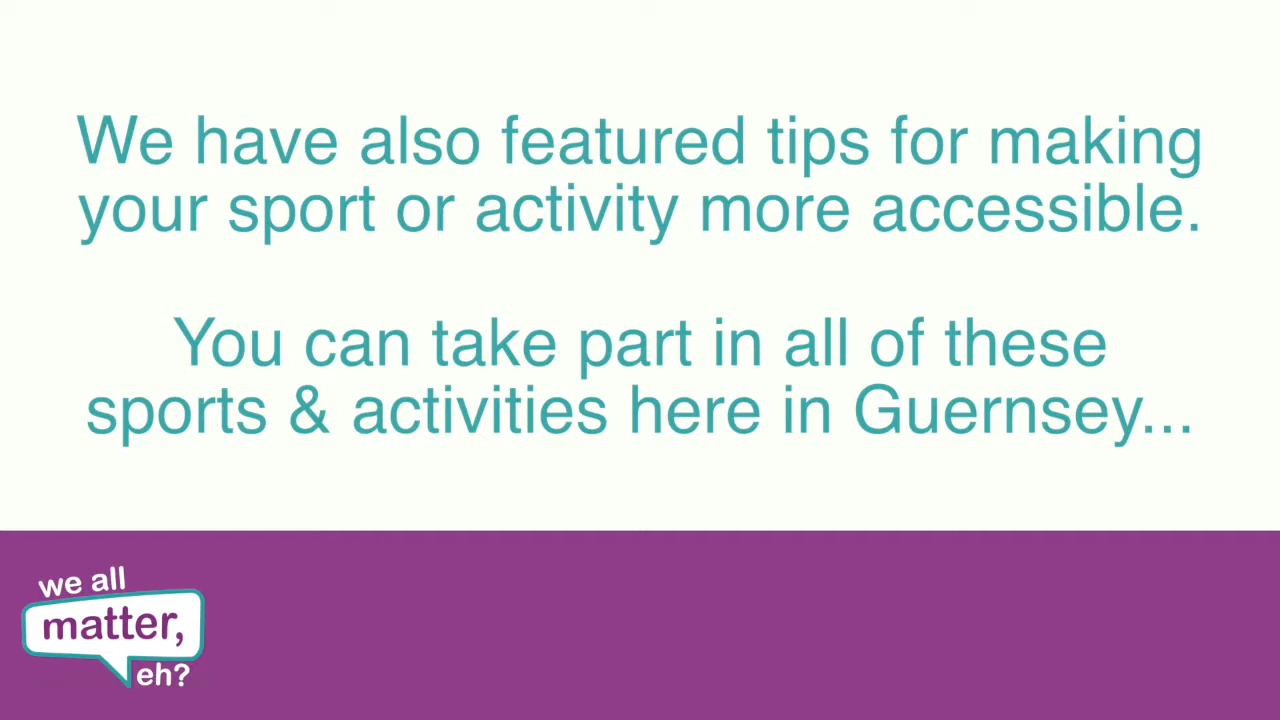 We have also featured tips for making
your sport or activity more accessible.
You can take part in all of these
sports & activities here in Guernsey...
we all
matter,
eh?